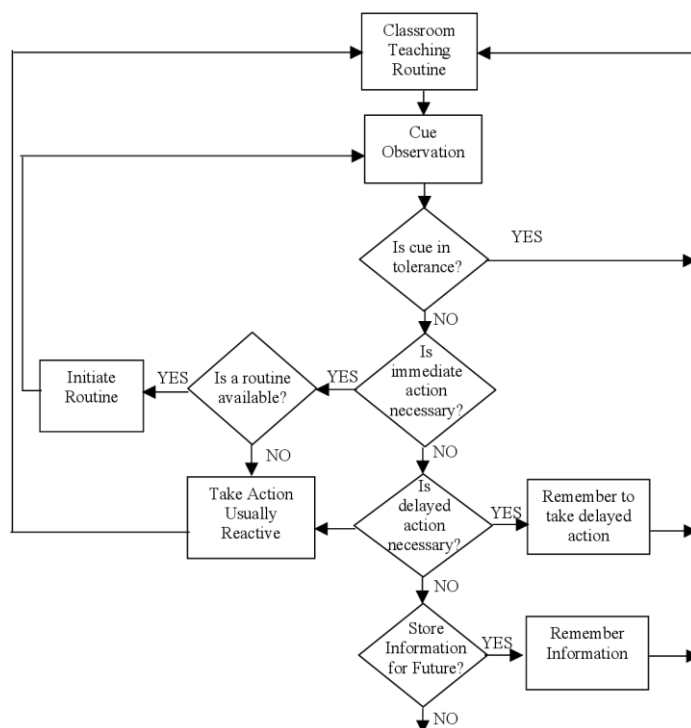 Classroom
Teaching
Routine
Cue
Observation
YES
Is cue in
tolerance?
NO
Initiate
Routine
YES
Is a routine
available?
YES
Is
immediate
action
necessary?
NO
NO
Take Action
Usually
Reactive
Is
delayed
action
necessary?
YES
Remember to
take delayed
action
NO
Store
Information
for Future?
YES
Remember
Information
NO